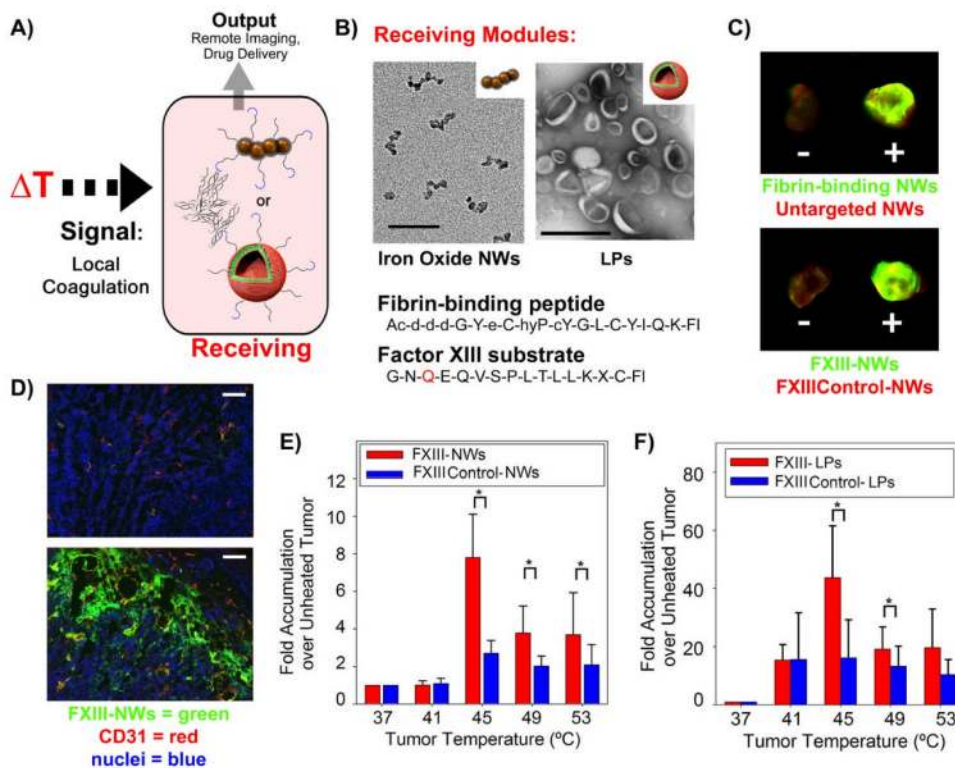 A)
Output
Remote Imaging,
Drug Delivery
ΔT
Signal:
Local
Coagulation
or
Receiving
B)
Receiving Modules:
Iron Oxide NWs
LPs
Fibrin-binding peptide
Ac-d-d-d-G-Y-e-C-hyP-cY-G-L-C-Y-I-Q-K-Fl
Factor XIII substrate
G-N-Q-E-Q-V-S-P-L-T-L-L-K-X-C-Fl
C)
- +
Fibrin-binding NWs
Untargeted NWs
- +
FXIII-NWs
FXIIIControl-NWs
D)
FXIII-NWs = green
CD31 = red
nuclei = blue
E)
FXIII-NWs
FXIIIControl-NWs
Fold Accumulation
over Unheated Tumor
12
10
8
6
4
2
0
*
*
*
37 41 45 49 53
Tumor Temperature (ºC)
F)
FXIII-LPs
FXIIIControl-LPs
Fold Accumulation
over Unheated Tumor
80
60
40
20
0
*
*
37 41 45 49 53
Tumor Temperature (ºC)